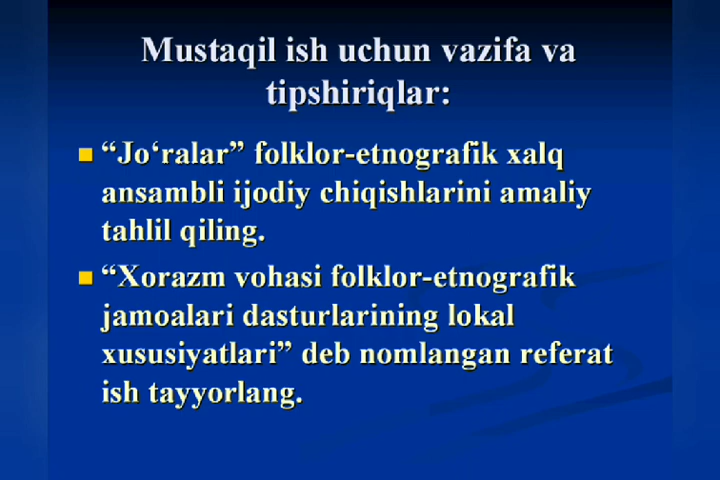 Mustaqil ish uchun vazifa va
tipshiriqlar:
“Jo‘ralar” folklor-etnografik xalq
ansambli ijodiy chiqishlarini amaliy
tahlil qiling.
“Xorazm vohasi folklor-etnografik
jamoalari dasturlarining lokal
xususiyatlari” deb nomlangan referat
ish tayyorlang.